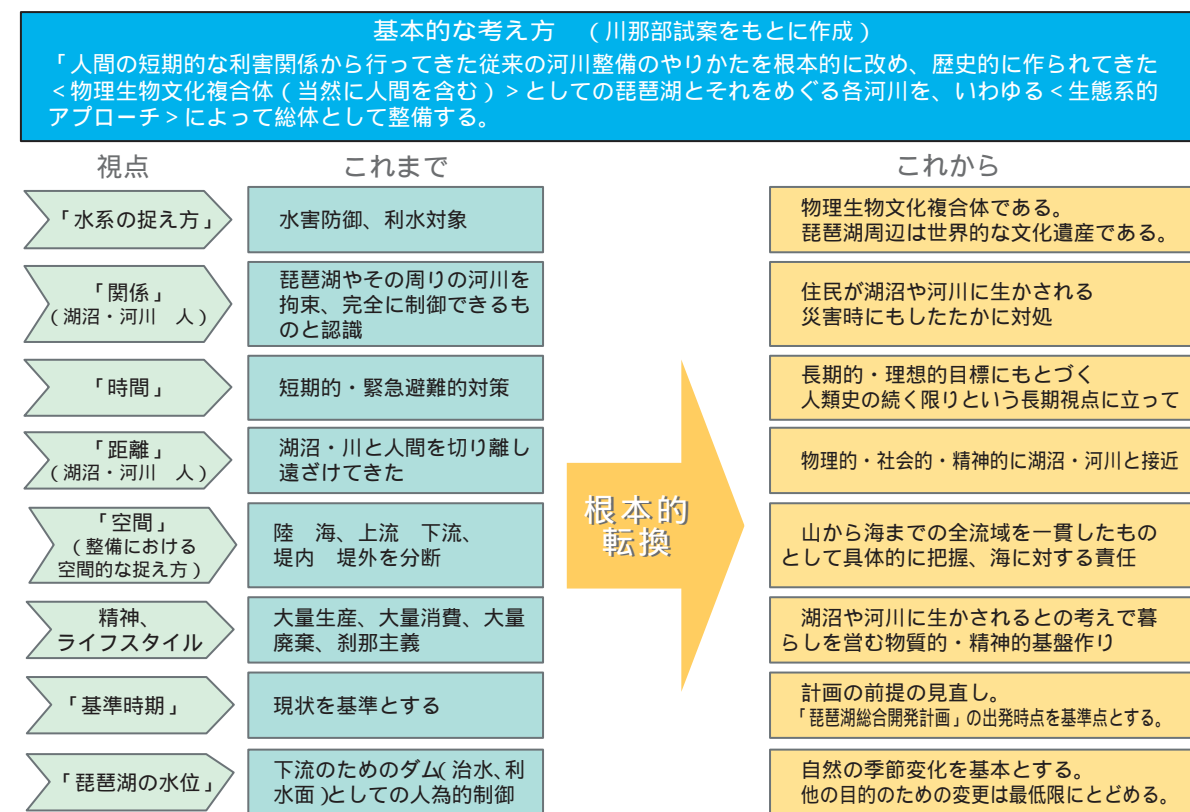 基本的な考え方　（川那部試案をもとに作成）
「人間の短期的な利害関係から行ってきた従来の河川整備のやりかたを根本的に改め、歴史的に作られてきた
<物理生物文化複合体（当然に人間を含む）>としての琵琶湖とそれをめぐる各河川を、いわゆる<生態系的
アプローチ>によって総体として整備する。
視点
これまで
これから
「水系の捉え方」
水害防御、利水対象
物理生物文化複合体である。
琵琶湖周辺は世界的な文化遺産である。
「関係」
（湖沼・河川　人）
琵琶湖やその周りの河川を
拘束、完全に制御できるも
のと認識
住民が湖沼や河川に生かされる
災害時にもしたたかに対処
「時間」
短期的・緊急避難的対策
長期的・理想的目標にもとづく
人類史の続く限りという長期視点に立って
「距離」
（湖沼・河川　人）
湖沼・川と人間を切り離し
遠ざけてきた
物理的・社会的・精神的に湖沼・河川と接近
根本的
転換
「空間」
（整備における
空間的な捉え方）
陸　海、上流　下流、
堤内　堤外を分断
山から海までの全流域を一貫したもの
として具体的に把握、海に対する責任
精神、
ライフスタイル
大量生産、大量消費、大量
廃棄、刹那主義
湖沼や河川に生かされるとの考えで暮
らしを営む物質的・精神的基盤作り
「基準時期」
現状を基準とする
計画の前提の見直し。
「琵琶湖総合開発計画」の出発時点を基準点とする。
「琵琶湖の水位」
下流のためのダム（治水、利
水面）としての人為的制御
自然の季節変化を基本とする。
他の目的のための変更は最低限にとどめる。